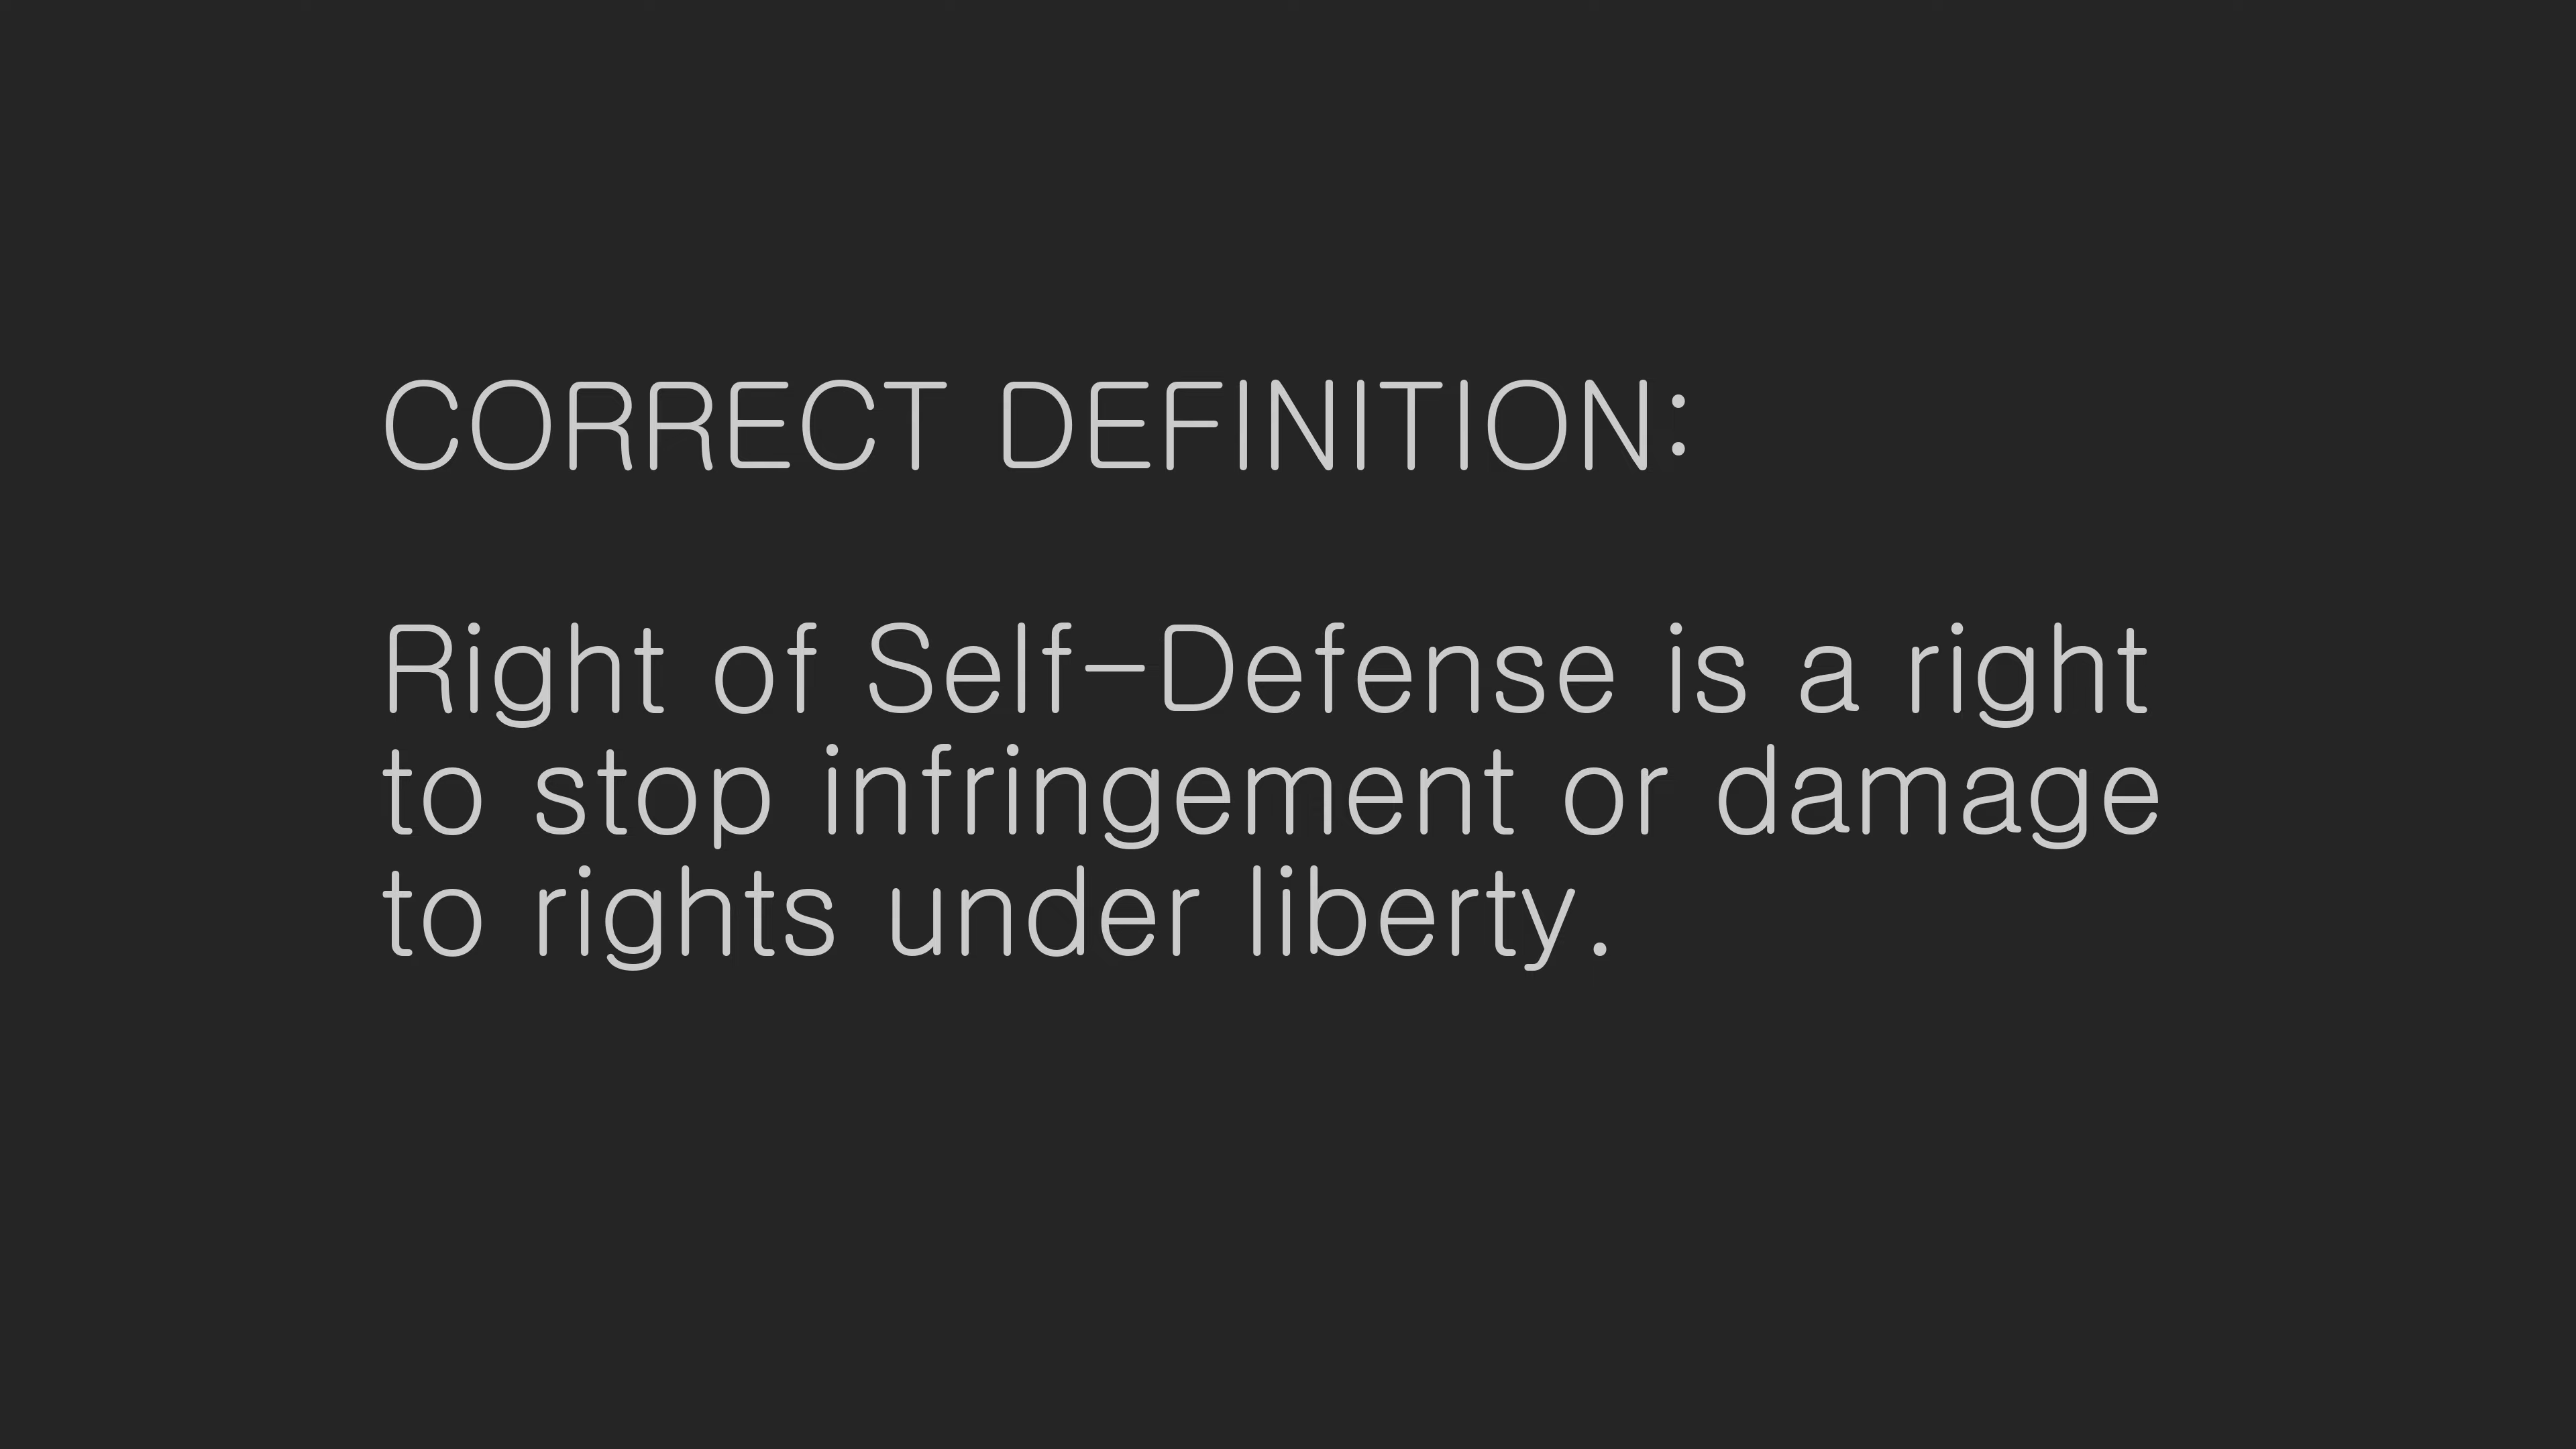 CORRECT DEFINITION:
Right of Self-Defense is a right
to stop infringement or damage
to rights under liberty.